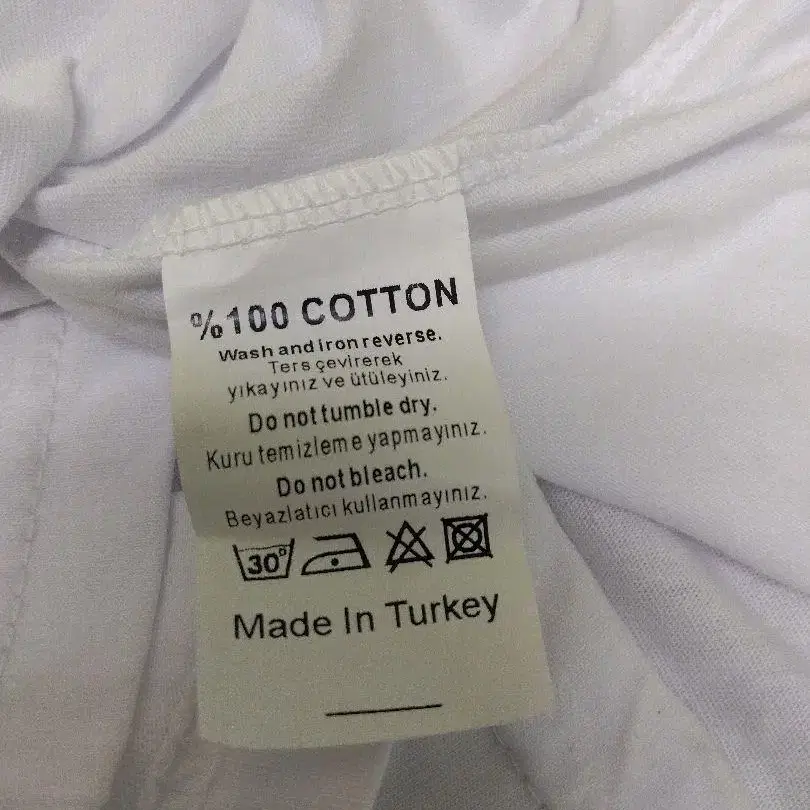 %100 COTTON
Wash and iron reverse.
Ters çevirerek
yıkayınız ve ütüleyiniz.
Do not tumble dry.
Kuru temizleme yapmayınız.
Do not bleach.
Beyazlatıcı kullanmayınız.
30°
Made In Turkey